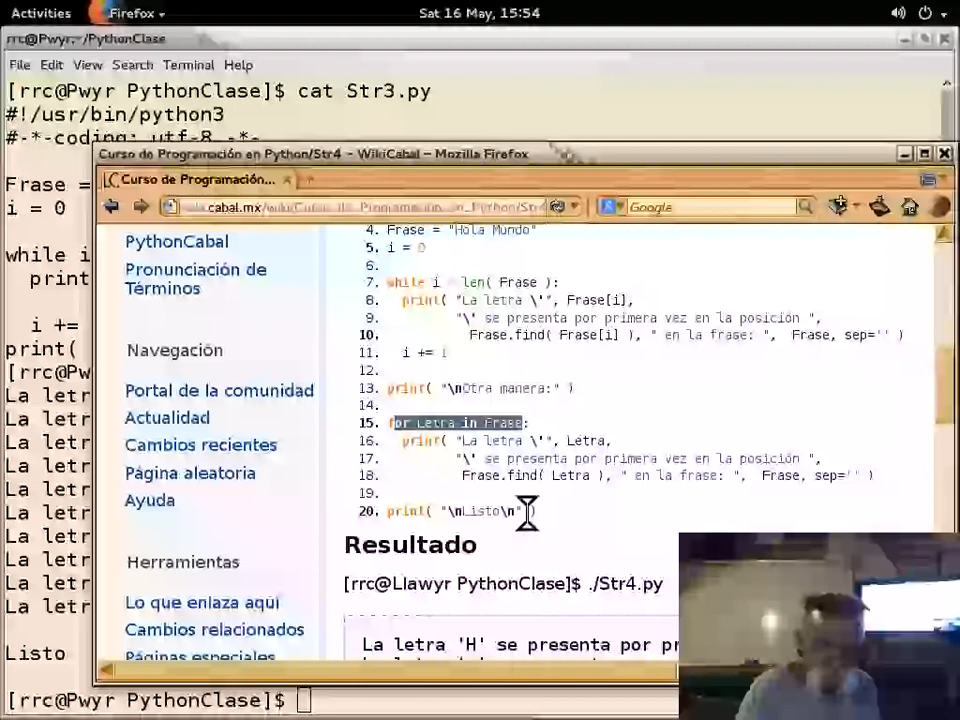 Activities Firefox Sat 16 May, 15:54
rrc@Pwyr:~/PythonClase
File Edit View Search Terminal Help
[rrc@Pwyr PythonClase]$ cat Str3.py
#!/usr/bin/python3
#-*-coding: utf-8 -*-
Frase =
i = 0
while i
print
i +=
print(
[rrc@Pw
La letr
La letr
La letr
La letr
La letr
La letr
La letr
La letr
La letr
La letr
Listo
[rrc@Pwyr PythonClase]$
Curso de Programación en Python/Str4 - WikiCabal - Mozilla Firefox
Curso de Programación...
Google
PythonCabal
Pronunciación de
Términos
Navegación
Portal de la comunidad
Actualidad
Cambios recientes
Página aleatoria
Ayuda
Herramientas
Lo que enlaza aquí
Cambios relacionados
Páginas especiales
4. Frase = "Hola Mundo"
5. i = 0
6.
7. while i len( Frase ):
8. print( "La letra \'", Frase[i],
9. "\' se presenta por primera vez en la posición ",
10. Frase.find( Frase[i] ), " en la frase: ", Frase, sep='' )
11. i += 1
12.
13. print( "\nOtra manera:" )
14.
15. for Letra in Frase:
16. print( "La letra \'", Letra,
17. "\' se presenta por primera vez en la posición ",
18. Frase.find( Letra ), " en la frase: ", Frase, sep='' )
19.
20. print( "\nListo\n" )
Resultado
[rrc@Llawyr PythonClase]$ ./Str4.py
La letra 'H' se presenta por pr